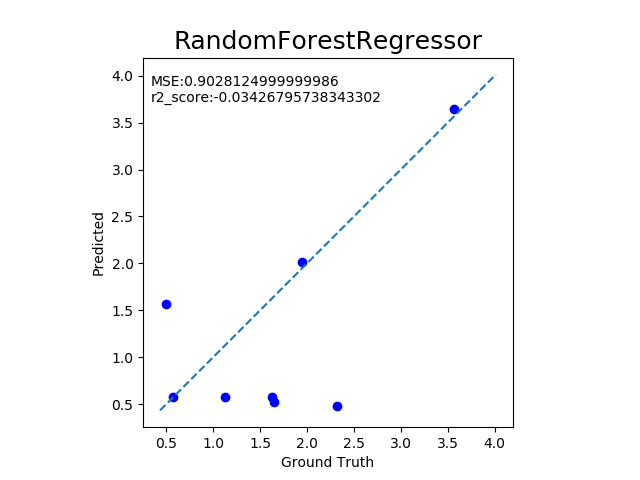 RandomForestRegressor
MSE:0.9028124999999986
r2_score:-0.03426795738343302
4.0
3.5
3.0
2.5
2.0
1.5
1.0
0.5
Predicted
0.5 1.0 1.5 2.0 2.5 3.0 3.5 4.0
Ground Truth